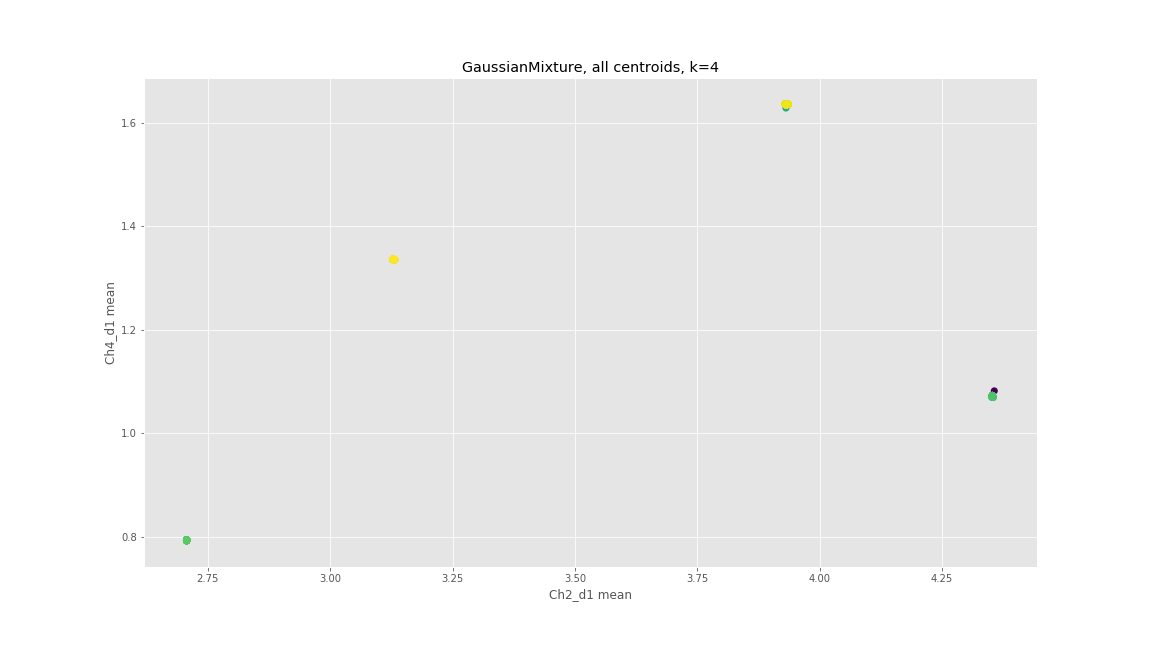 GaussianMixture, all centroids, k=4
1.6
1.4
1.2
1.0
0.8
Ch4_d1 mean
2.75 3.00 3.25 3.50 3.75 4.00 4.25
Ch2_d1 mean